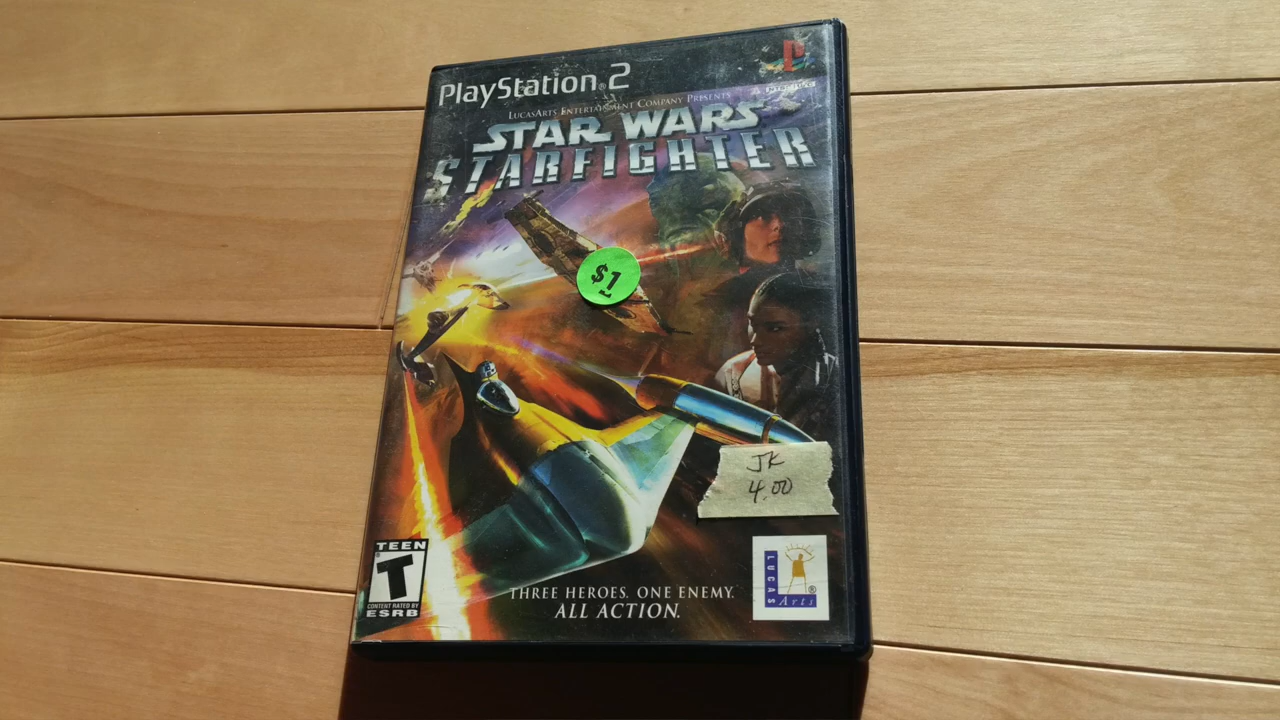 PlayStation®2
LUCASARTS ENTERTAINMENT COMPANY PRESENTS
STAR WARS
STARFIGHTER
$1
JK
4.00
TEEN
T
CONTENT RATED BY
ESRB
THREE HEROES. ONE ENEMY.
ALL ACTION.
LUCAS
Arts
®